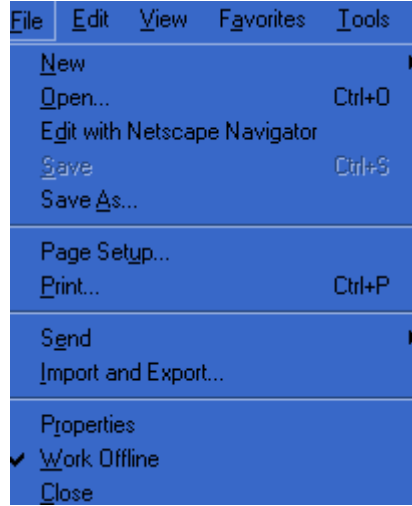 File Edit View Favorites Tools
New
Open... Ctrl+O
Edit with Netscape Navigator
Save Ctrl+S
Save As...
Page Setup...
Print... Ctrl+P
Send
Import and Export...
Properties
Work Offline
Close